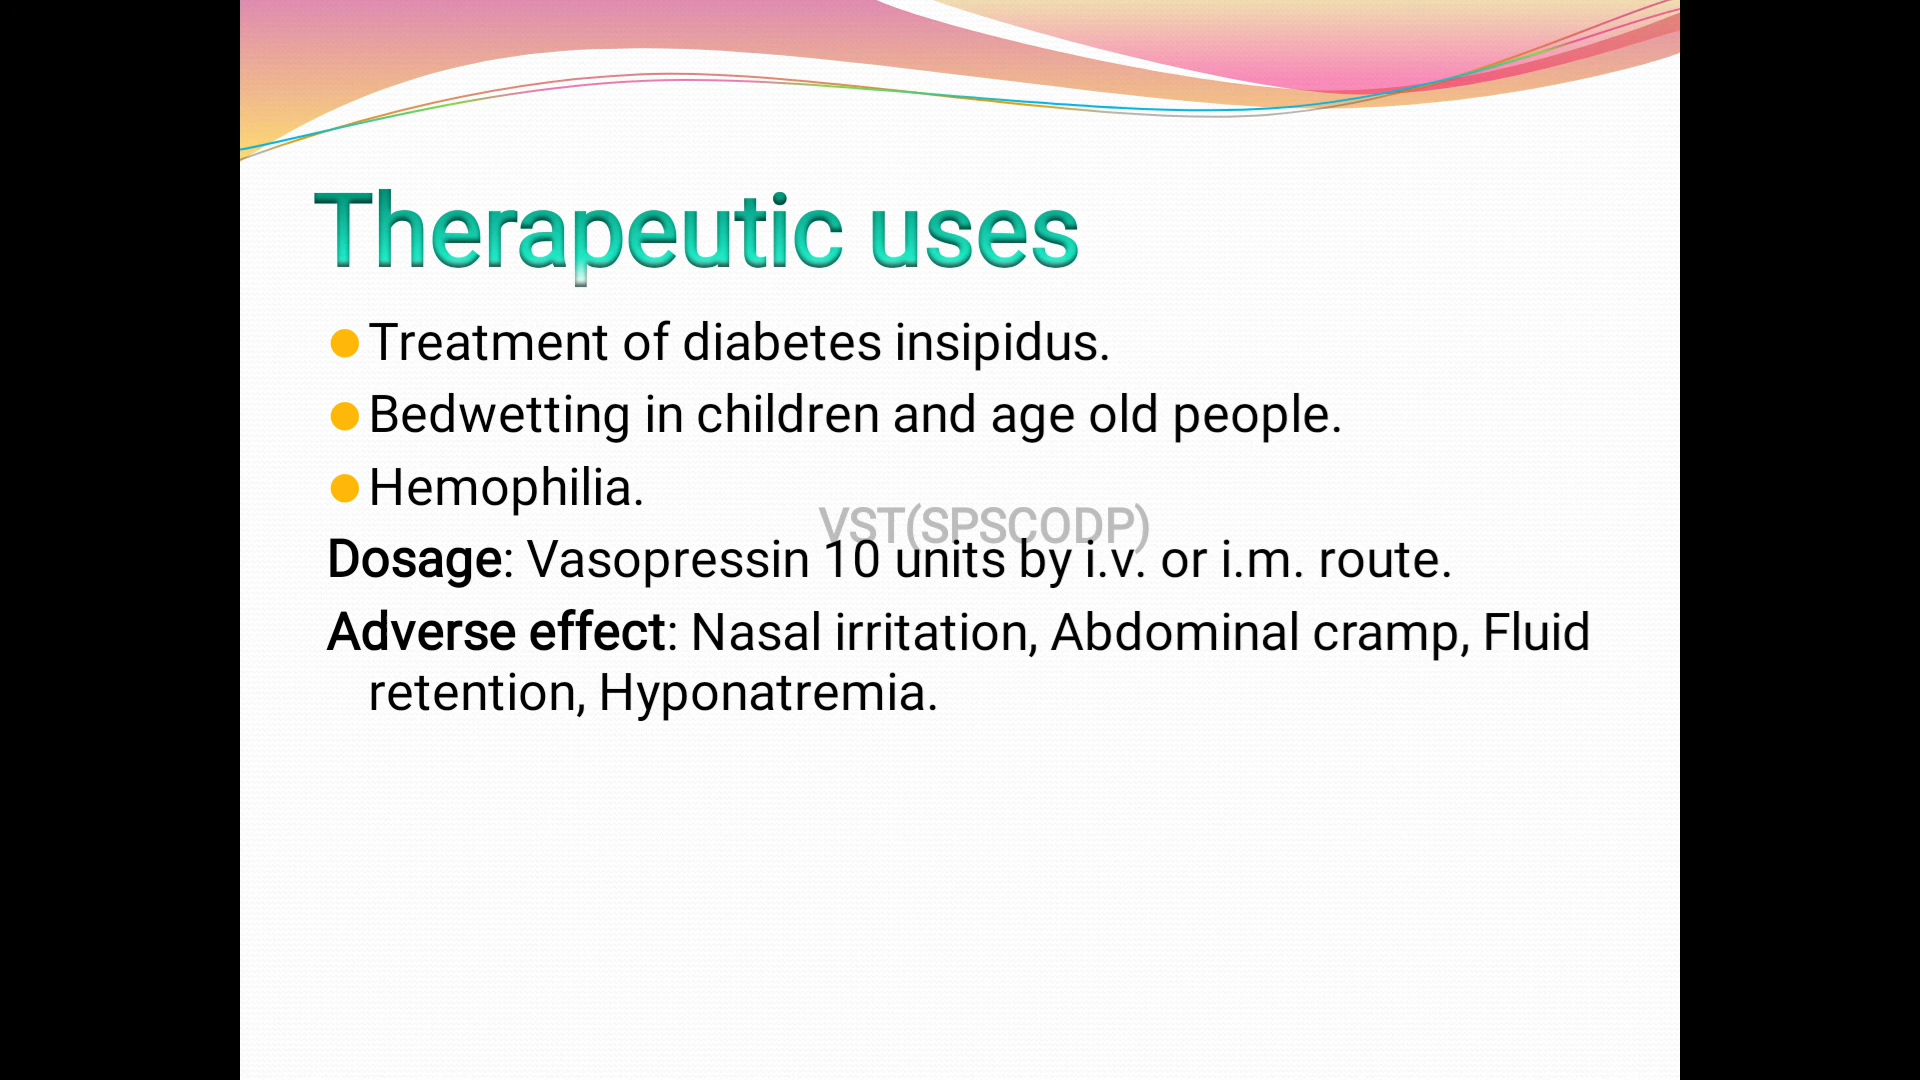 Therapeutic uses
Treatment of diabetes insipidus.
Bedwetting in children and age old people.
Hemophilia.
VST(SPSCODP)
Dosage: Vasopressin 10 units by i.v. or i.m. route.
Adverse effect: Nasal irritation, Abdominal cramp, Fluid
retention, Hyponatremia.